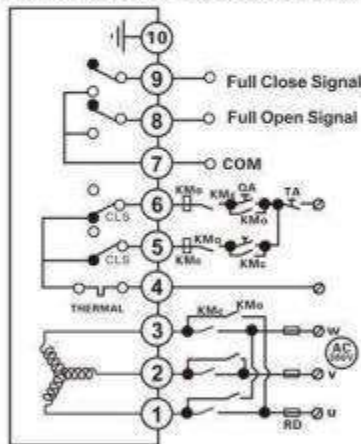 10
9 Full Close Signal
8 Full Open Signal
7 COM
6 KMo KMc QA TA
CLS KMo
5 KMc KMo
CLS KMc
4
THERMAL
3 KMc KMo w
AC
2 v
1 u
RD